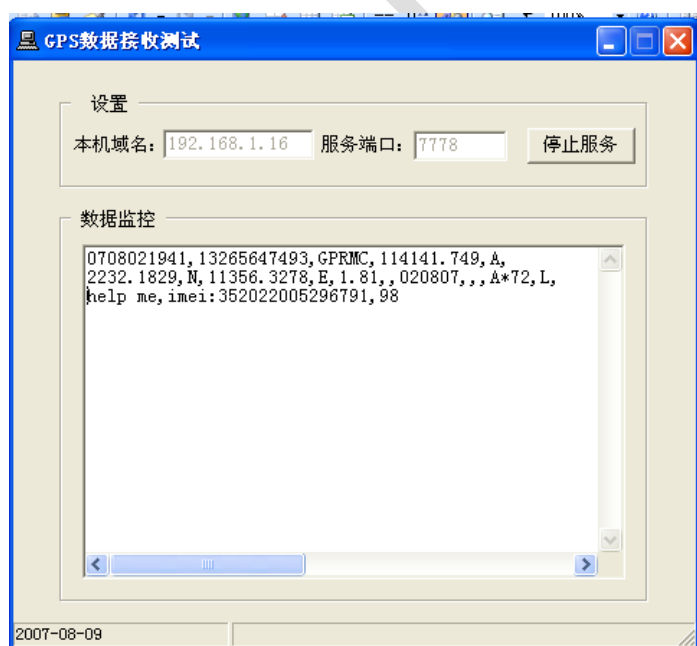 GPS数据接收测试
设置
本机域名: 192.168.1.16 服务端口: 7778 停止服务
数据监控
0708021941,13265647493,GPRMC,114141.749,A,
2232.1829,N,11356.3278,E,1.81,,020807,,,A*72,L,
help me,imei:352022005296791,98
2007-08-09